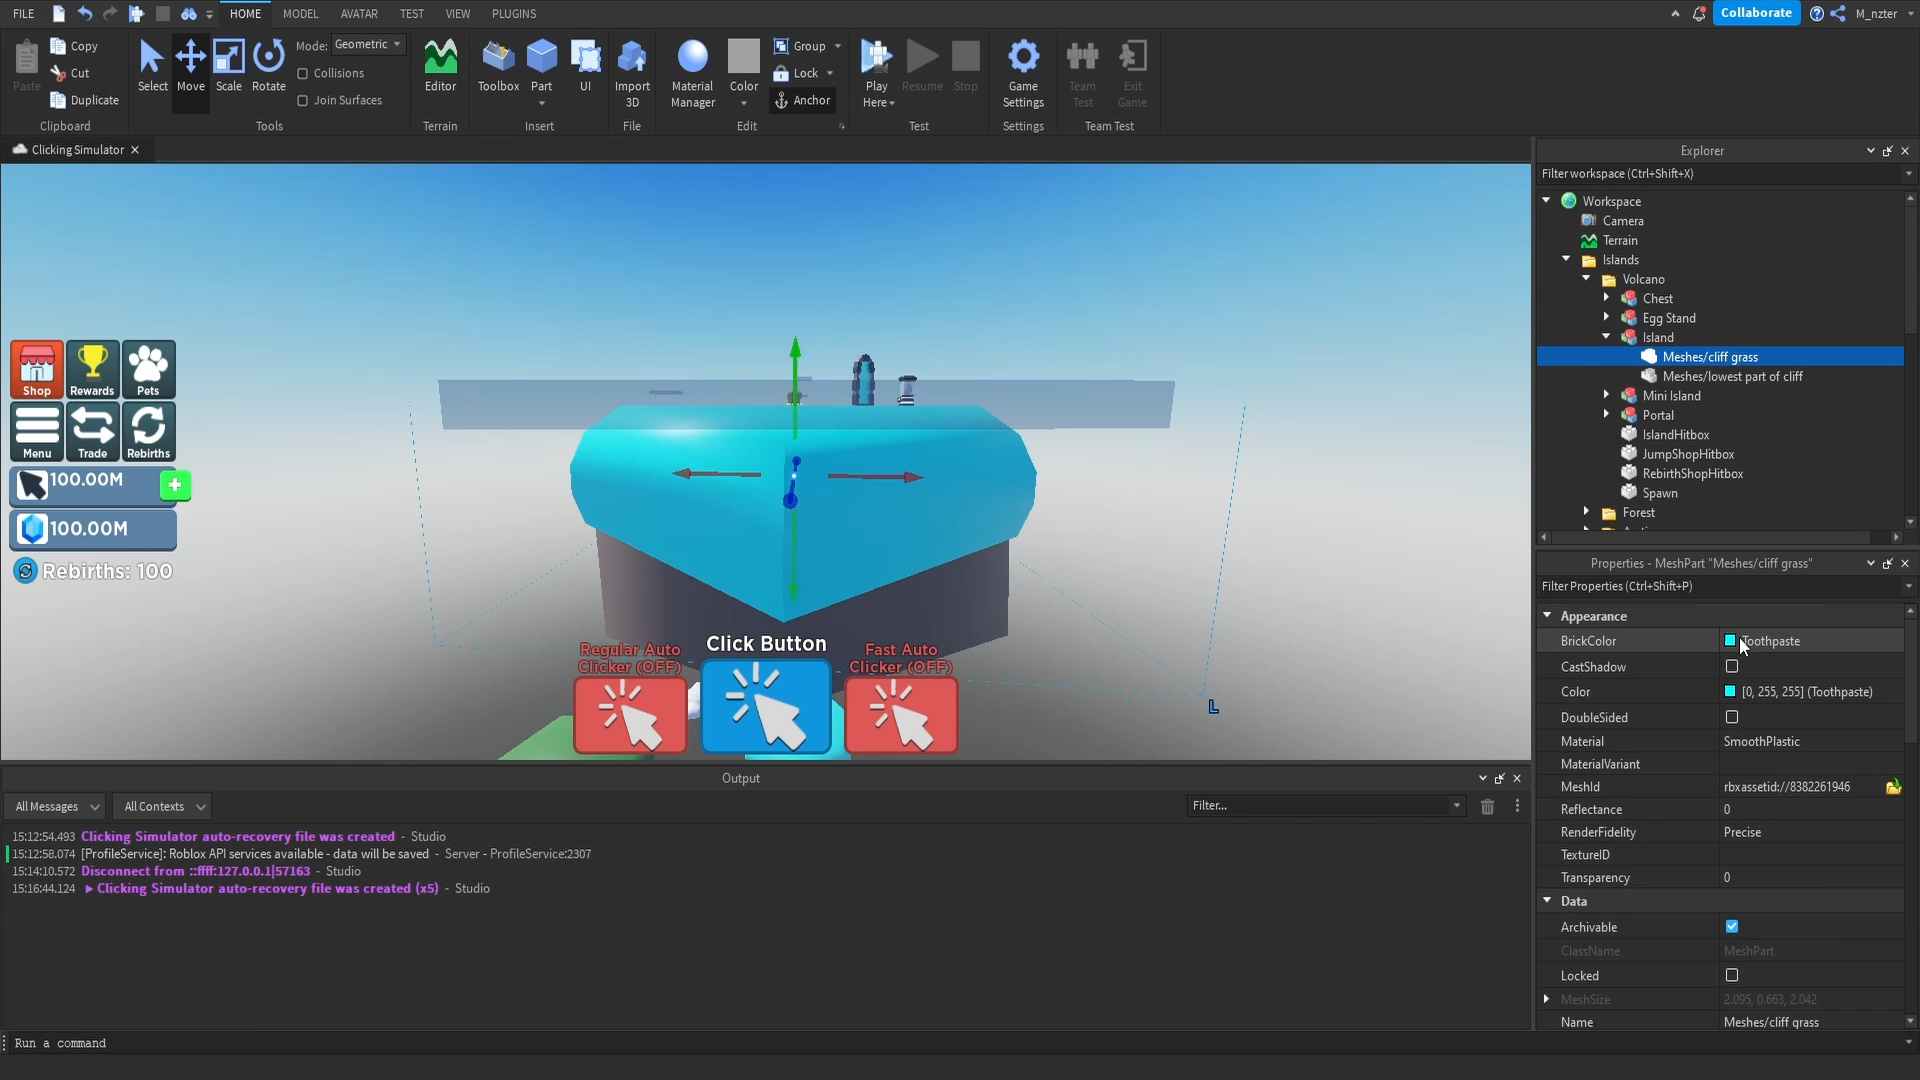 FILE
HOME
MODEL
AVATAR
TEST
VIEW
PLUGINS
Collaborate
M_nzter
Paste
Copy
Cut
Duplicate
Clipboard
Select
Move
Scale
Rotate
Mode:
Geometric
Collisions
Join Surfaces
Tools
Editor
Terrain
Toolbox
Part
UI
Insert
Import
3D
File
Material
Manager
Color
Group
Lock
Anchor
Edit
Play
Here
Resume
Stop
Test
Game
Settings
Settings
Team
Test
Exit
Game
Team Test
Clicking Simulator
Shop
Rewards
Pets
Menu
Trade
Rebirths
100.00M
+
100.00M
Rebirths: 100
Regular Auto
Clicker (OFF)
Click Button
Fast Auto
Clicker (OFF)
L
Output
All Messages
All Contexts
Filter...
15:12:54.493 Clicking Simulator auto-recovery file was created - Studio
15:12:58.074 [ProfileService]: Roblox API services available - data will be saved - Server - ProfileService:2307
15:14:10.572 Disconnect from ::ffff:127.0.0.1|57163 - Studio
15:16:44.124 Clicking Simulator auto-recovery file was created (x5) - Studio
Run a command
Explorer
Filter workspace (Ctrl+Shift+X)
Workspace
Camera
Terrain
Islands
Volcano
Chest
Egg Stand
Island
Meshes/cliff grass
Meshes/lowest part of cliff
Mini Island
Portal
IslandHitbox
JumpShopHitbox
RebirthShopHitbox
Spawn
Forest
Properties - MeshPart "Meshes/cliff grass"
Filter Properties (Ctrl+Shift+P)
Appearance
BrickColor Toothpaste
CastShadow
Color [0, 255, 255] (Toothpaste)
DoubleSided
Material SmoothPlastic
MaterialVariant
MeshId rbxassetid://8382261946
Reflectance 0
RenderFidelity Precise
TextureID
Transparency 0
Data
Archivable
ClassName MeshPart
Locked
MeshSize 2.095, 0.663, 2.042
Name Meshes/cliff grass